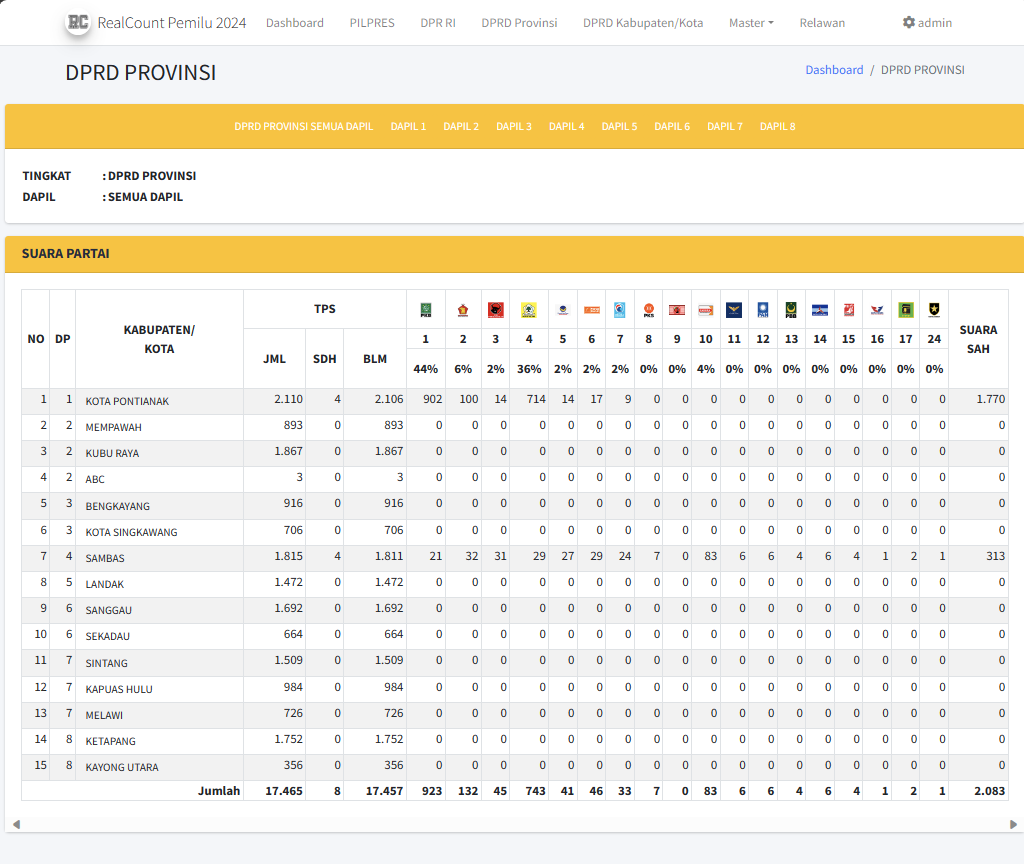 RC RealCount Pemilu 2024 Dashboard PILPRES DPR RI DPRD Provinsi DPRD Kabupaten/Kota Master Relawan admin
DPRD PROVINSI
Dashboard / DPRD PROVINSI
DPRD PROVINSI SEMUA DAPIL DAPIL 1 DAPIL 2 DAPIL 3 DAPIL 4 DAPIL 5 DAPIL 6 DAPIL 7 DAPIL 8
TINGKAT : DPRD PROVINSI
DAPIL : SEMUA DAPIL
SUARA PARTAI
NO DP KABUPATEN/ KOTA TPS SUARA SAH
JML SDH BLM
PKB PKS PBB
1 2 3 4 5 6 7 8 9 10 11 12 13 14 15 16 17 24
44% 6% 2% 36% 2% 2% 2% 0% 0% 4% 0% 0% 0% 0% 0% 0% 0% 0%
1 1 KOTA PONTIANAK 2.110 4 2.106 902 100 14 714 14 17 9 0 0 0 0 0 0 0 0 0 0 0 1.770
2 2 MEMPAWAH 893 0 893 0 0 0 0 0 0 0 0 0 0 0 0 0 0 0 0 0 0 0
3 2 KUBU RAYA 1.867 0 1.867 0 0 0 0 0 0 0 0 0 0 0 0 0 0 0 0 0 0 0
4 2 ABC 3 0 3 0 0 0 0 0 0 0 0 0 0 0 0 0 0 0 0 0 0 0
5 3 BENGKAYANG 916 0 916 0 0 0 0 0 0 0 0 0 0 0 0 0 0 0 0 0 0 0
6 3 KOTA SINGKAWANG 706 0 706 0 0 0 0 0 0 0 0 0 0 0 0 0 0 0 0 0 0 0
7 4 SAMBAS 1.815 4 1.811 21 32 31 29 27 29 24 7 0 83 6 6 4 6 4 1 2 1 313
8 5 LANDAK 1.472 0 1.472 0 0 0 0 0 0 0 0 0 0 0 0 0 0 0 0 0 0 0
9 6 SANGGAU 1.692 0 1.692 0 0 0 0 0 0 0 0 0 0 0 0 0 0 0 0 0 0 0
10 6 SEKADAU 664 0 664 0 0 0 0 0 0 0 0 0 0 0 0 0 0 0 0 0 0 0
11 7 SINTANG 1.509 0 1.509 0 0 0 0 0 0 0 0 0 0 0 0 0 0 0 0 0 0 0
12 7 KAPUAS HULU 984 0 984 0 0 0 0 0 0 0 0 0 0 0 0 0 0 0 0 0 0 0
13 7 MELAWI 726 0 726 0 0 0 0 0 0 0 0 0 0 0 0 0 0 0 0 0 0 0
14 8 KETAPANG 1.752 0 1.752 0 0 0 0 0 0 0 0 0 0 0 0 0 0 0 0 0 0 0
15 8 KAYONG UTARA 356 0 356 0 0 0 0 0 0 0 0 0 0 0 0 0 0 0 0 0 0 0
Jumlah 17.465 8 17.457 923 132 45 743 41 46 33 7 0 83 6 6 4 6 4 1 2 1 2.083